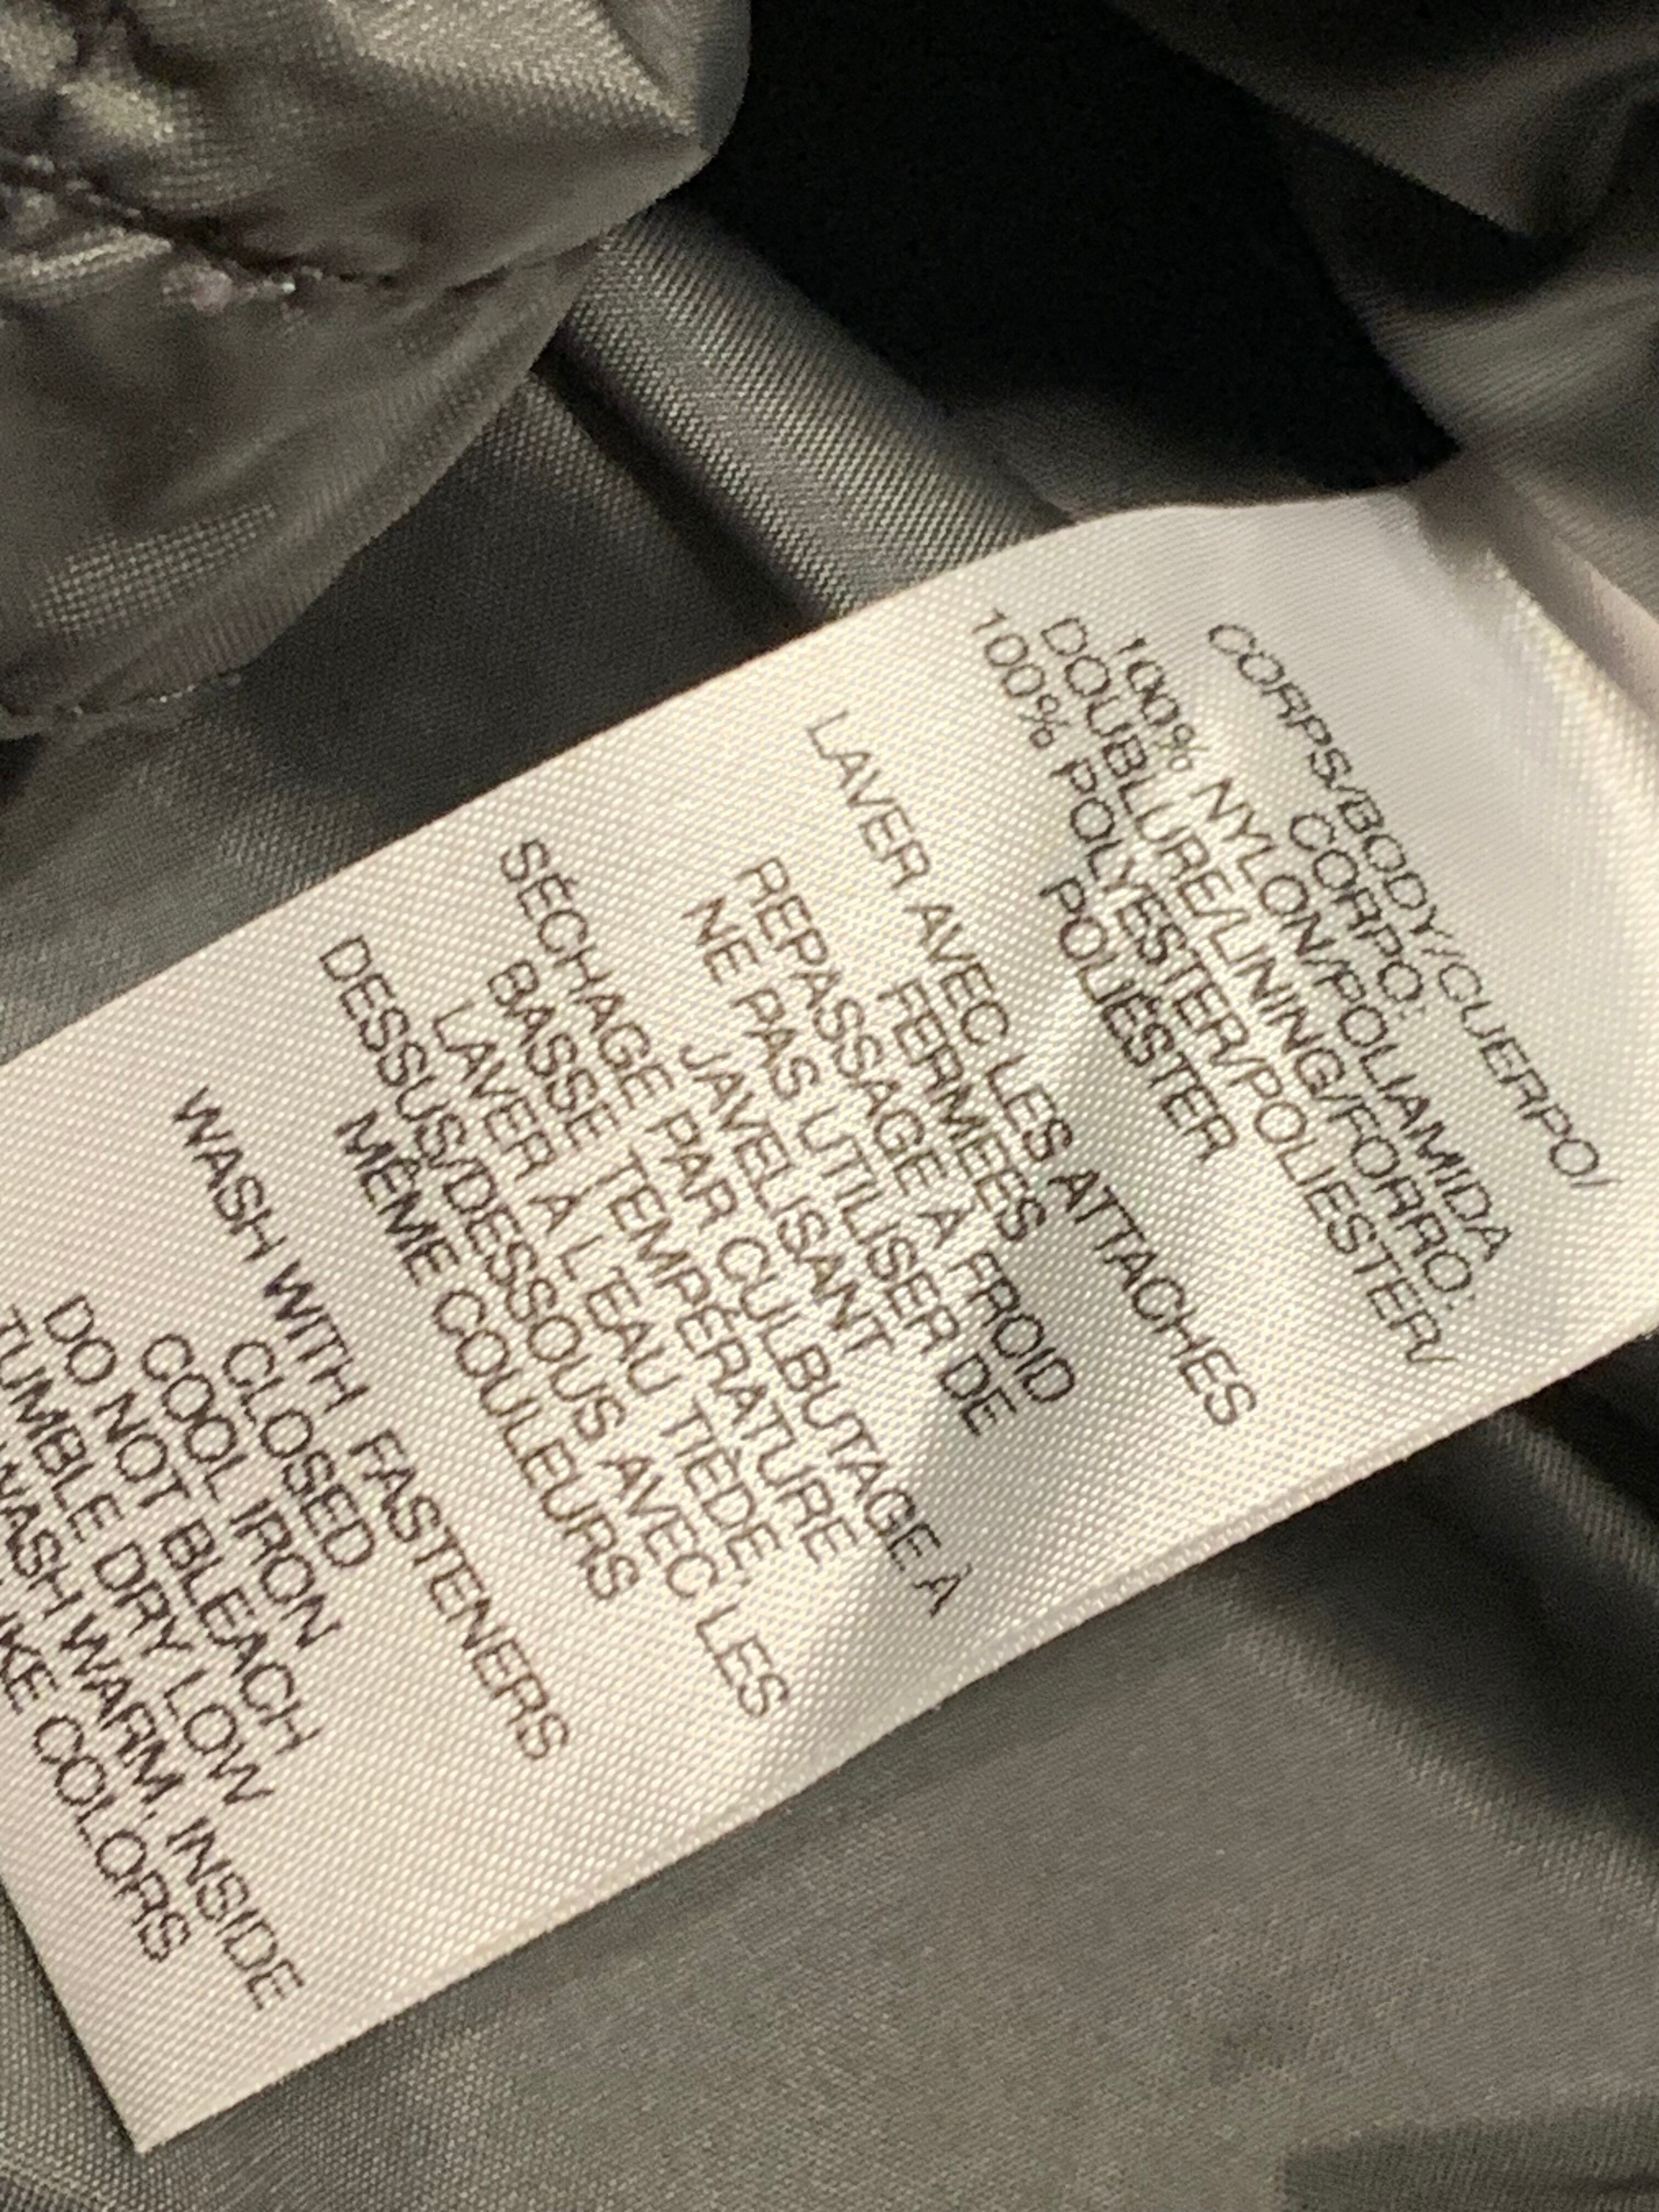 CORPS/BODY/CUERPO/
CORPO:
100% NYLON/POLIAMIDA
DOUBLURE/LINING/FORRO:
100% POLYESTER/POLIESTER/
POLIÉSTER
LAVER AVEC LES ATTACHES
FERMÉES
REPASSAGE À FROID
NE PAS UTILISER DE
JAVELISANT
SÉCHAGE PAR CULBUTAGE À
BASSE TEMPÉRATURE
LAVER À L'EAU TIÈDE.
DESSUS/DESSOUS AVEC LES
MÊME COULEURS
WASH WITH FASTENERS
CLOSED
COOL IRON
DO NOT BLEACH
TUMBLE DRY LOW
WASH WARM, INSIDE
COLORS